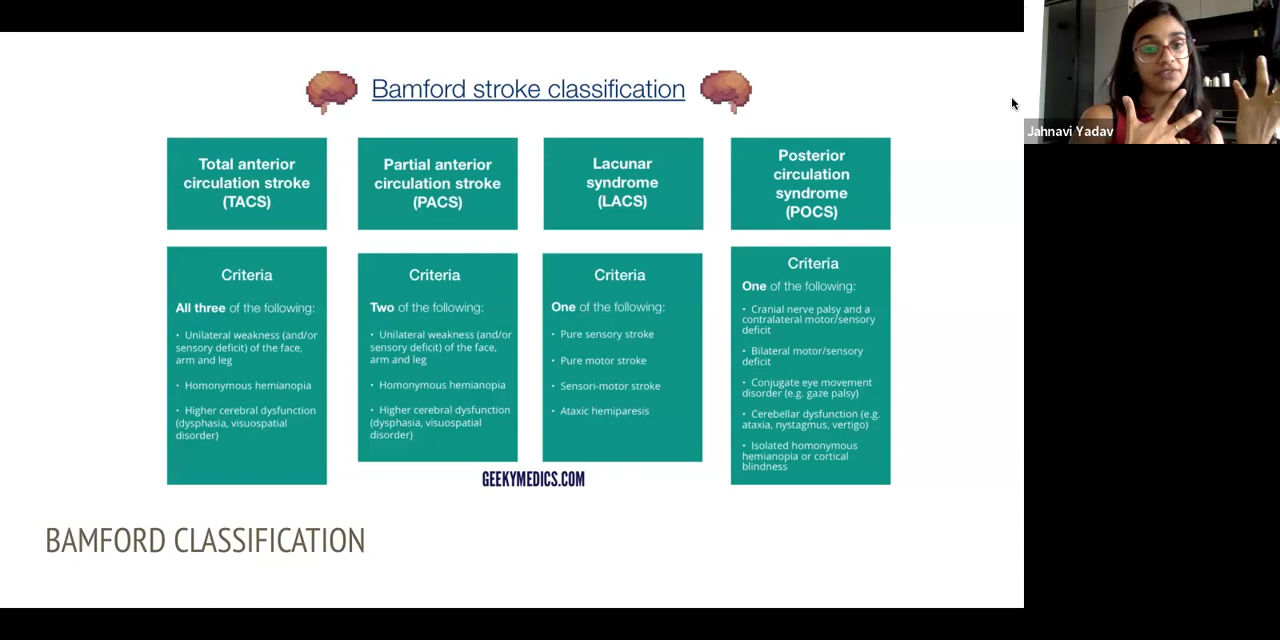 Bamford stroke classification
Total anterior
circulation stroke
(TACS)
Criteria
All three of the following:
• Unilateral weakness (and/or
sensory deficit) of the face,
arm and leg
• Homonymous hemianopia
• Higher cerebral dysfunction
(dysphasia, visuospatial
disorder)
Partial anterior
circulation stroke
(PACS)
Criteria
Two of the following:
• Unilateral weakness (and/or
sensory deficit) of the face,
arm and leg
• Homonymous hemianopia
• Higher cerebral dysfunction
(dysphasia, visuospatial
disorder)
Lacunar
syndrome
(LACS)
Criteria
One of the following:
• Pure sensory stroke
• Pure motor stroke
• Sensori-motor stroke
• Ataxic hemiparesis
Posterior
circulation
syndrome
(POCS)
Criteria
One of the following:
• Cranial nerve palsy and a
contralateral motor/sensory
deficit
• Bilateral motor/sensory
deficit
• Conjugate eye movement
disorder (e.g. gaze palsy)
• Cerebellar dysfunction (e.g.
ataxia, nystagmus, vertigo)
• Isolated homonymous
hemianopia or cortical
blindness
GEEKYMEDICS.COM
BAMFORD CLASSIFICATION
Jahnavi Yadav